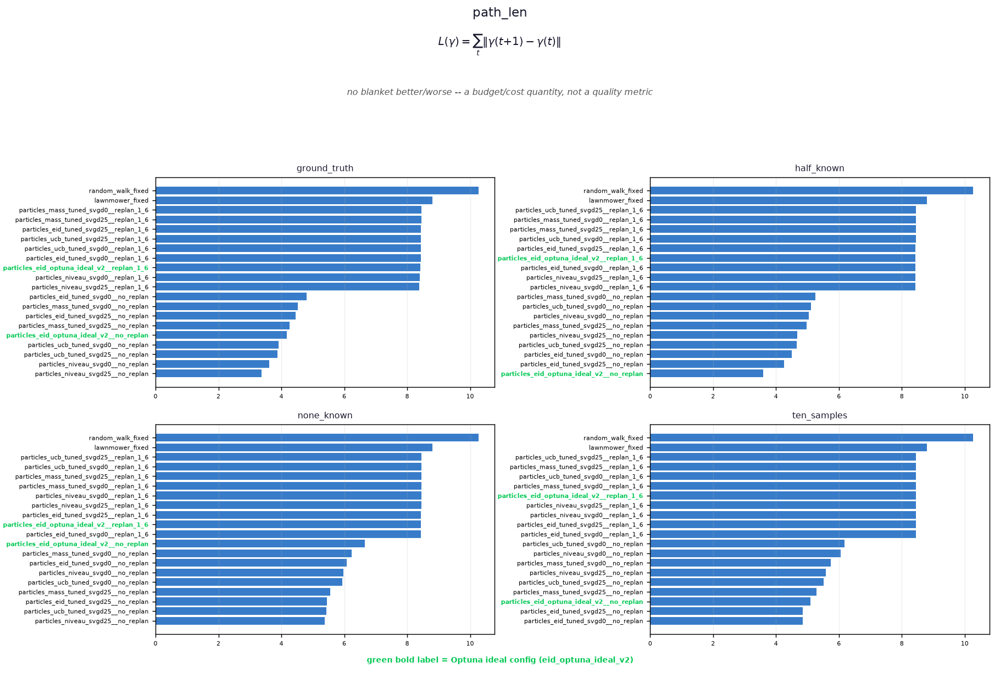 path_len
L(γ) = ∑ₜ ‖γ(t+1) − γ(t)‖
no blanket better/worse -- a budget/cost quantity, not a quality metric
ground_truth
random_walk_fixed
lawnmower_fixed
particles_mass_tuned_svgd0__replan_1_6
particles_mass_tuned_svgd25__replan_1_6
particles_eid_tuned_svgd25__replan_1_6
particles_ucb_tuned_svgd25__replan_1_6
particles_ucb_tuned_svgd0__replan_1_6
particles_eid_tuned_svgd0__replan_1_6
particles_eid_optuna_ideal_v2__replan_1_6
particles_niveau_svgd0__replan_1_6
particles_niveau_svgd25__replan_1_6
particles_eid_tuned_svgd0__no_replan
particles_mass_tuned_svgd0__no_replan
particles_eid_tuned_svgd25__no_replan
particles_mass_tuned_svgd25__no_replan
particles_eid_optuna_ideal_v2__no_replan
particles_ucb_tuned_svgd0__no_replan
particles_ucb_tuned_svgd25__no_replan
particles_niveau_svgd0__no_replan
particles_niveau_svgd25__no_replan
0 2 4 6 8 10
half_known
random_walk_fixed
lawnmower_fixed
particles_ucb_tuned_svgd25__replan_1_6
particles_mass_tuned_svgd0__replan_1_6
particles_mass_tuned_svgd25__replan_1_6
particles_ucb_tuned_svgd0__replan_1_6
particles_eid_tuned_svgd25__replan_1_6
particles_eid_optuna_ideal_v2__replan_1_6
particles_eid_tuned_svgd0__replan_1_6
particles_niveau_svgd25__replan_1_6
particles_niveau_svgd0__replan_1_6
particles_mass_tuned_svgd0__no_replan
particles_ucb_tuned_svgd0__no_replan
particles_niveau_svgd0__no_replan
particles_mass_tuned_svgd25__no_replan
particles_niveau_svgd25__no_replan
particles_ucb_tuned_svgd25__no_replan
particles_eid_tuned_svgd0__no_replan
particles_eid_tuned_svgd25__no_replan
particles_eid_optuna_ideal_v2__no_replan
0 2 4 6 8 10
none_known
random_walk_fixed
lawnmower_fixed
particles_ucb_tuned_svgd25__replan_1_6
particles_ucb_tuned_svgd0__replan_1_6
particles_mass_tuned_svgd25__replan_1_6
particles_mass_tuned_svgd0__replan_1_6
particles_niveau_svgd0__replan_1_6
particles_niveau_svgd25__replan_1_6
particles_eid_tuned_svgd25__replan_1_6
particles_eid_optuna_ideal_v2__replan_1_6
particles_eid_tuned_svgd0__replan_1_6
particles_eid_optuna_ideal_v2__no_replan
particles_mass_tuned_svgd0__no_replan
particles_eid_tuned_svgd0__no_replan
particles_niveau_svgd0__no_replan
particles_ucb_tuned_svgd0__no_replan
particles_mass_tuned_svgd25__no_replan
particles_eid_tuned_svgd25__no_replan
particles_ucb_tuned_svgd25__no_replan
particles_niveau_svgd25__no_replan
0 2 4 6 8 10
ten_samples
random_walk_fixed
lawnmower_fixed
particles_ucb_tuned_svgd25__replan_1_6
particles_mass_tuned_svgd25__replan_1_6
particles_ucb_tuned_svgd0__replan_1_6
particles_mass_tuned_svgd0__replan_1_6
particles_eid_optuna_ideal_v2__replan_1_6
particles_niveau_svgd25__replan_1_6
particles_niveau_svgd0__replan_1_6
particles_eid_tuned_svgd25__replan_1_6
particles_eid_tuned_svgd0__replan_1_6
particles_ucb_tuned_svgd0__no_replan
particles_niveau_svgd0__no_replan
particles_mass_tuned_svgd0__no_replan
particles_niveau_svgd25__no_replan
particles_ucb_tuned_svgd25__no_replan
particles_mass_tuned_svgd25__no_replan
particles_eid_optuna_ideal_v2__no_replan
particles_eid_tuned_svgd25__no_replan
particles_eid_tuned_svgd0__no_replan
0 2 4 6 8 10
green bold label = Optuna ideal config (eid_optuna_ideal_v2)